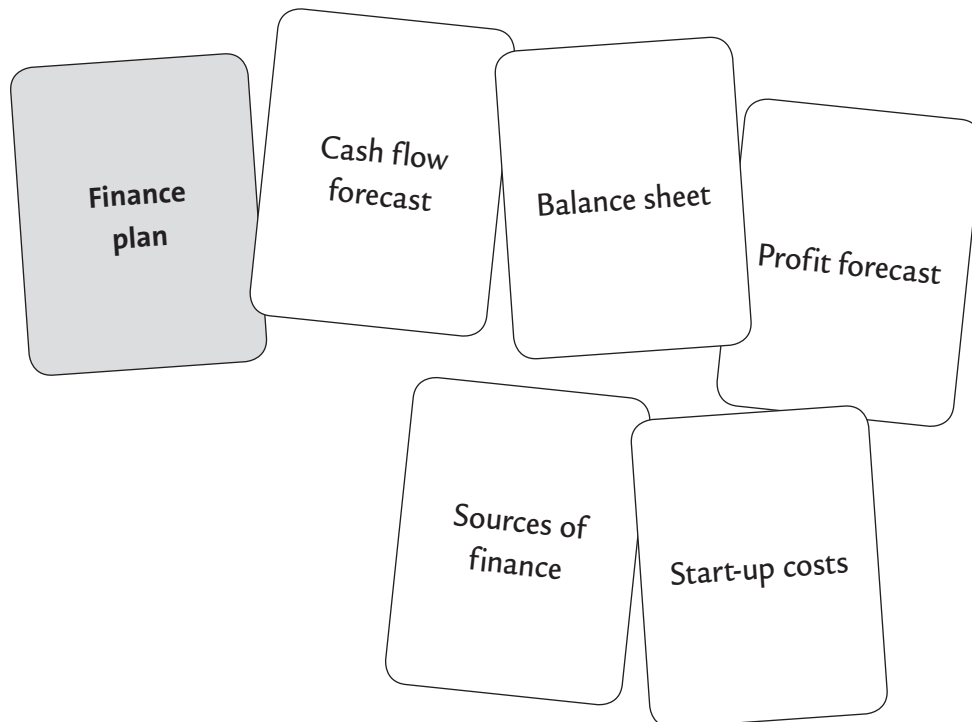 Finance
plan
Cash flow
forecast
Balance sheet
Profit forecast
Sources of
finance
Start-up costs